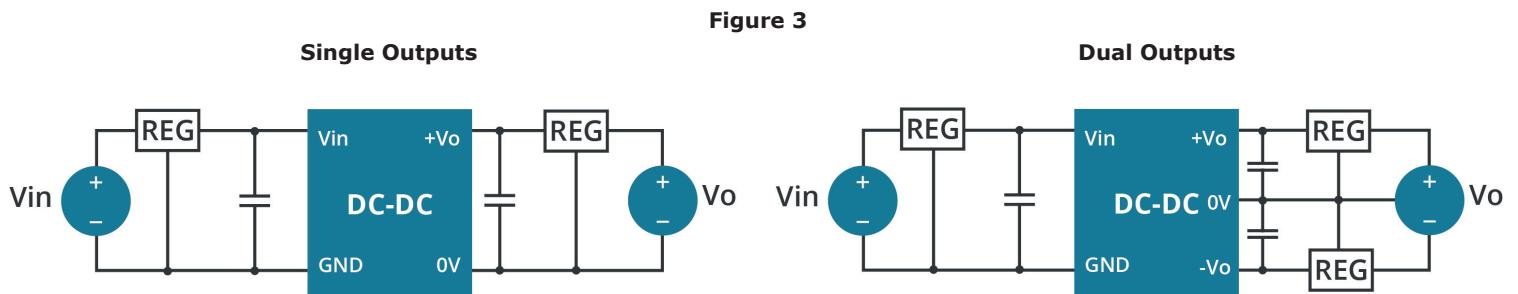 Figure 3
Single Outputs
Dual Outputs
REG
REG
Vin
+Vo
Vin
+
−
DC-DC
+
−
Vo
GND
0V
REG
REG
Vin
+Vo
Vin
+
−
DC-DC
0V
+
−
Vo
GND
-Vo
REG